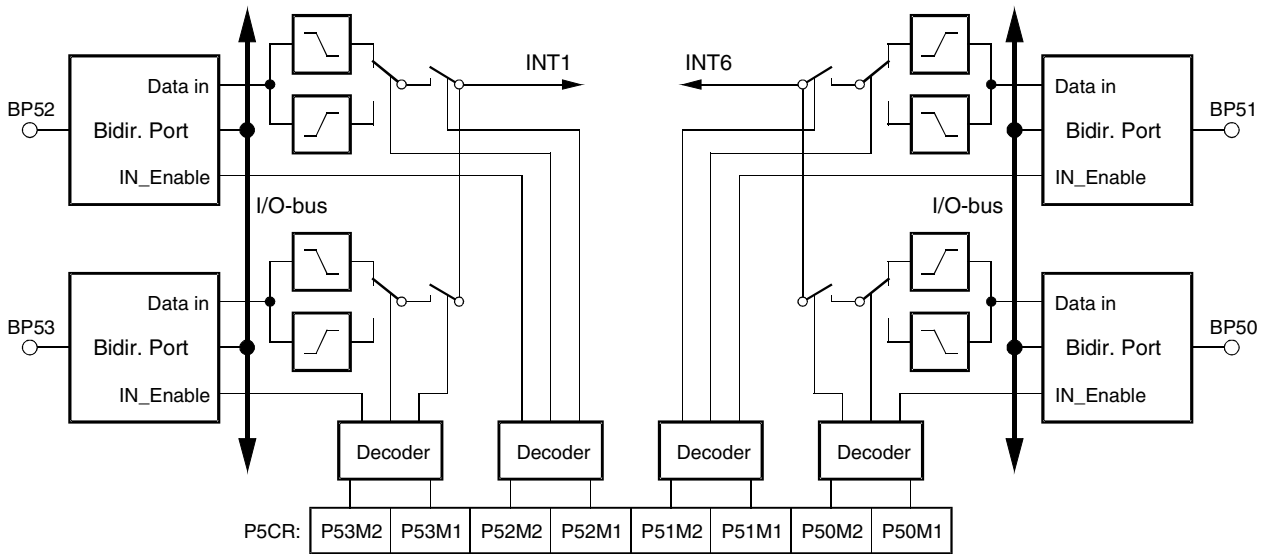 INT1
INT6
Data in
Data in
BP52
Bidir. Port
Bidir. Port
BP51
IN_Enable
IN_Enable
I/O-bus
I/O-bus
Data in
Data in
BP53
Bidir. Port
Bidir. Port
BP50
IN_Enable
IN_Enable
Decoder
Decoder
Decoder
Decoder
P5CR: P53M2 P53M1 P52M2 P52M1 P51M2 P51M1 P50M2 P50M1